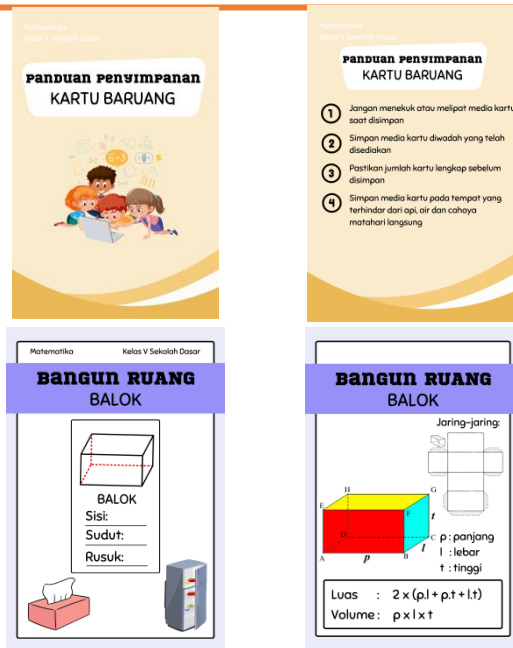 Matematika
Kelas V Sekolah Dasar
Panduan Penyimpanan
KARTU BARUANG
6÷3
Matematika
Kelas V Sekolah Dasar
Panduan Penyimpanan
KARTU BARUANG
1 Jangan menekuk atau melipat media kartu
saat disimpan
2 Simpan media kartu diwadah yang telah
disediakan
3 Pastikan jumlah kartu lengkap sebelum
disimpan
4 Simpan media kartu pada tempat yang
terhindar dari api, air dan cahaya
matahari langsung
Matematika Kelas V Sekolah Dasar
Bangun Ruang
BALOK
BALOK
Sisi:
Sudut:
Rusuk:
Bangun Ruang
BALOK
Jaring-jaring:
H G
E F
D C
A B
p l t
p : panjang
l : lebar
t : tinggi
Luas : 2 x (p.l + p.t + l.t)
Volume : p x l x t